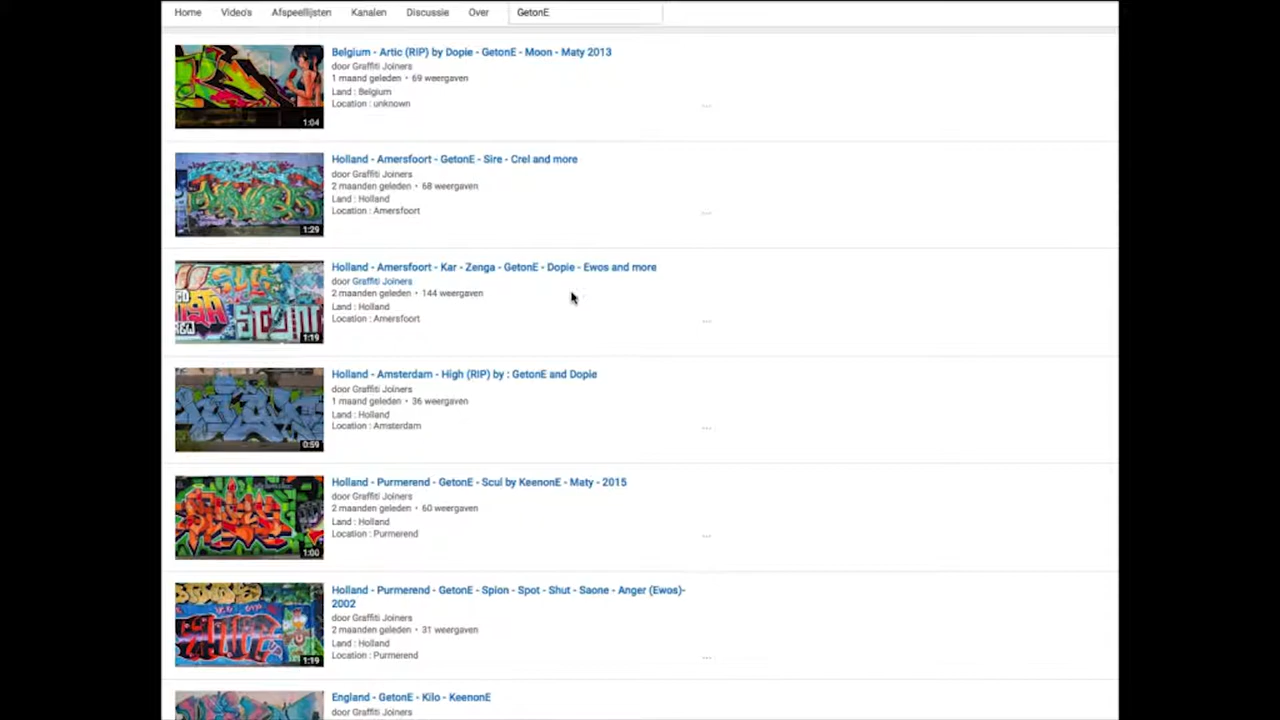 Home Video's Afspeellijsten Kanalen Discussie Over GetonE
Belgium - Artic (RIP) by Dopie - GetonE - Moon - Maty 2013
door Graffiti Joiners
1 maand geleden • 69 weergaven
Land : Belgium
Location : unknown
1:04
Holland - Amersfoort - GetonE - Sire - Crel and more
door Graffiti Joiners
2 maanden geleden • 68 weergaven
Land : Holland
Location : Amersfoort
1:29
Holland - Amersfoort - Kar - Zenga - GetonE - Dopie - Ewos and more
door Graffiti Joiners
2 maanden geleden • 144 weergaven
Land : Holland
Location : Amersfoort
1:19
Holland - Amsterdam - High (RIP) by : GetonE and Dopie
door Graffiti Joiners
1 maand geleden • 36 weergaven
Land : Holland
Location : Amsterdam
0:59
Holland - Purmerend - GetonE - Scul by KeenonE - Maty - 2015
door Graffiti Joiners
2 maanden geleden • 60 weergaven
Land : Holland
Location : Purmerend
1:00
Holland - Purmerend - GetonE - Spion - Spot - Shut - Saone - Anger (Ewos)-
2002
door Graffiti Joiners
2 maanden geleden • 31 weergaven
Land : Holland
Location : Purmerend
1:19
England - GetonE - Kilo - KeenonE
door Graffiti Joiners